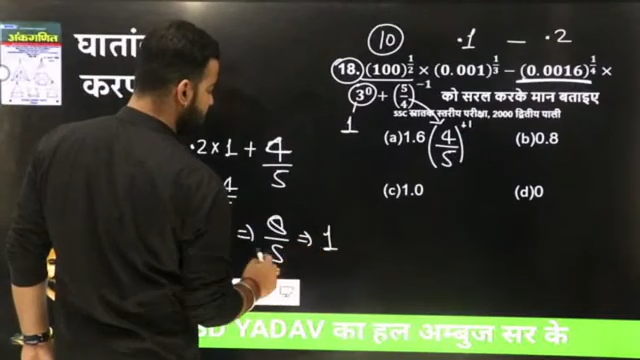 अंकगणित
घातां
करण
10 .1 — .2
18. (100)^{1/2} × (0.001)^{1/3} − (0.0016)^{1/4} ×
3⁰ + (5/4)^{−1} को सरल करके मान बताइए
SSC स्नातक स्तरीय परीक्षा, 2000 द्वितीय पाली
1
(a) 1.6 (4/5)^{+1} (b) 0.8
(c) 1.0 (d) 0
.2 × 1 + 4/5
⇒ /5 ⇒ 1
YADAV का हल अम्बुज सर के